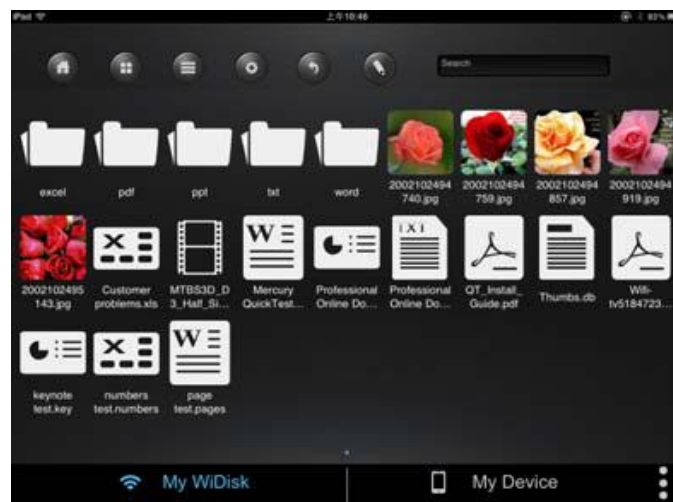 iPad
上午10:46
83%
Search
excel
pdf
ppt
txt
word
2002102494
740.jpg
2002102494
759.jpg
2002102494
857.jpg
2002102494
919.jpg
2002102495
143.jpg
Customer
problems.xls
MTBS3D_D
3_Half_Si...
Mercury
QuickTest...
Professional
Online Do...
Professional
Online Do...
QT_Install_
Guide.pdf
Thumbs.db
Wifi-
tv5184723...
keynote
test.key
numbers
test.numbers
page
test.pages
My WiDisk
My Device